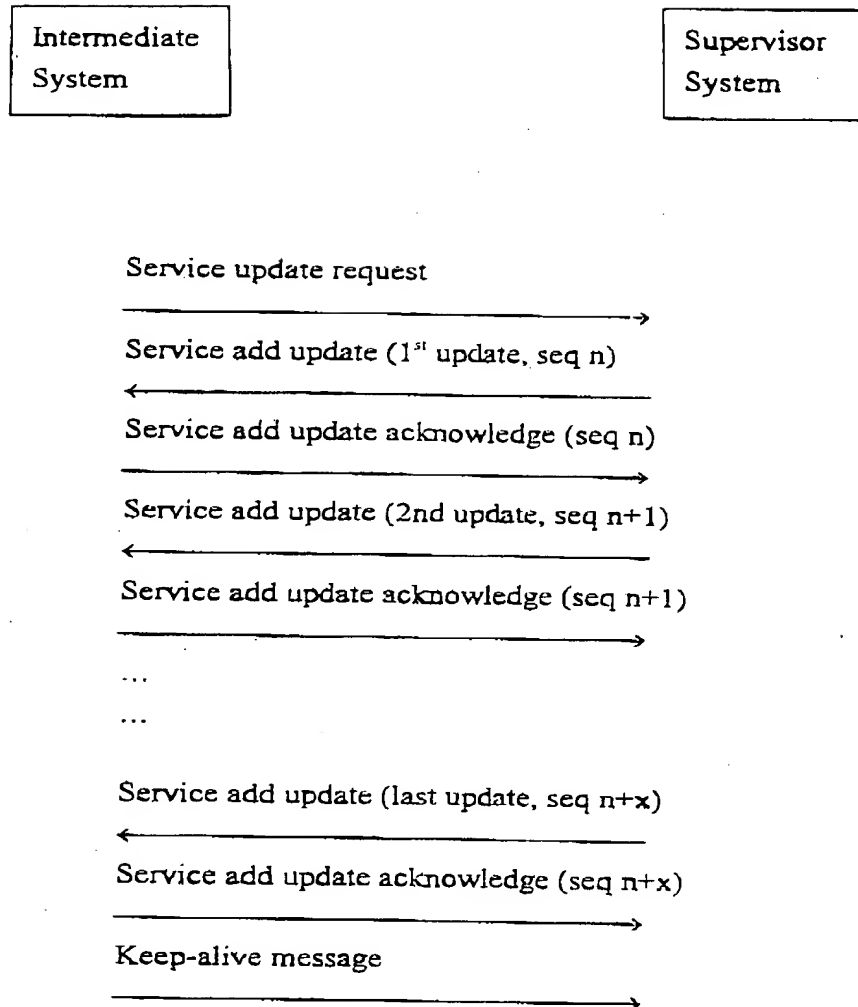 Intermediate
System
Supervisor
System
Service update request
Service add update (1st update, seq n)
Service add update acknowledge (seq n)
Service add update (2nd update, seq n+1)
Service add update acknowledge (seq n+1)
...
...
Service add update (last update, seq n+x)
Service add update acknowledge (seq n+x)
Keep-alive message